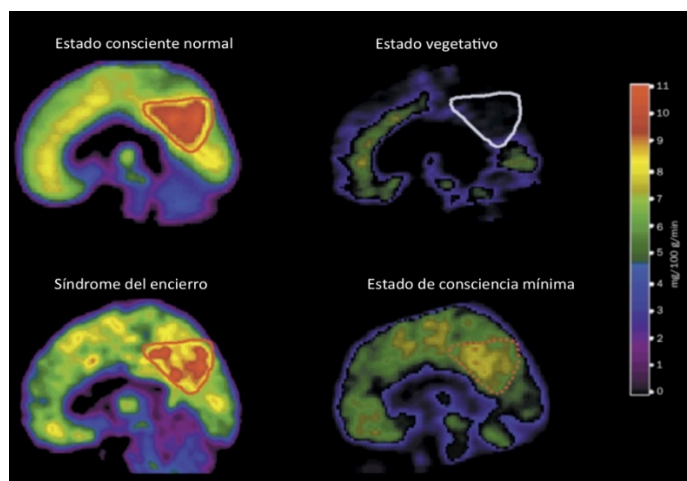 Estado consciente normal
Estado vegetativo
11
10
9
8
7
6
5
4
3
2
1
0
mg/100 g/min
Síndrome del encierro
Estado de consciencia mínima